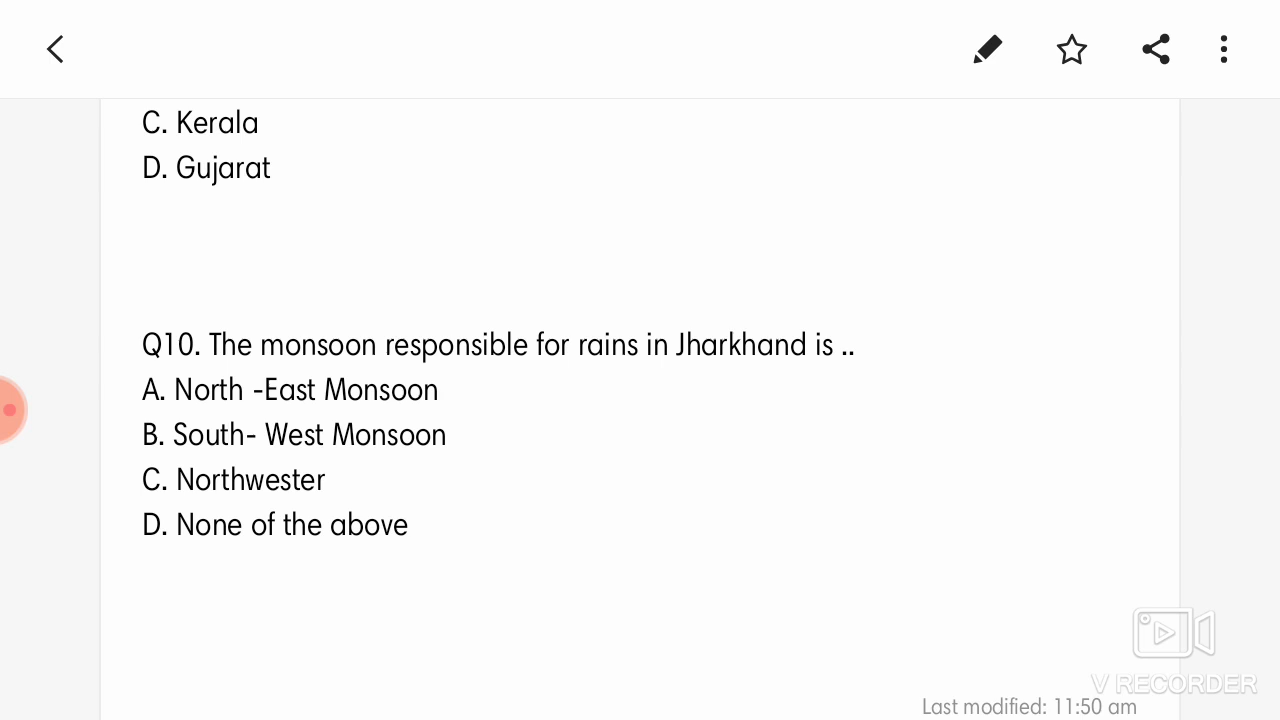 C. Kerala
D. Gujarat
Q10. The monsoon responsible for rains in Jharkhand is ..
A. North -East Monsoon
B. South- West Monsoon
C. Northwester
D. None of the above
V RECORDER
Last modified: 11:50 am